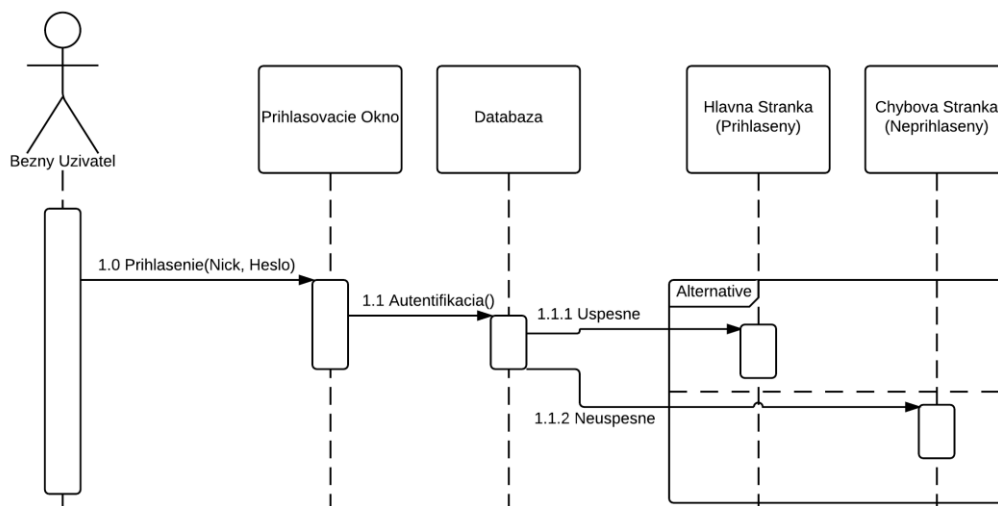 Bezny Uzivatel
Prihlasovacie Okno
Databaza
Hlavna Stranka
(Prihlaseny)
Chybova Stranka
(Neprihlaseny)
1.0 Prihlasenie(Nick, Heslo)
1.1 Autentifikacia()
Alternative
1.1.1 Uspesne
1.1.2 Neuspesne